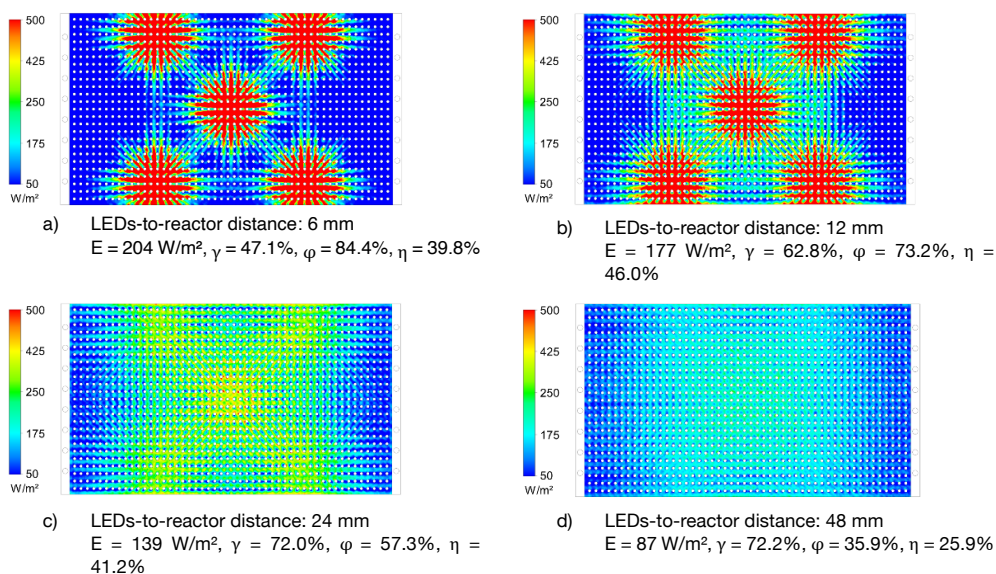 500
425
250
175
50
W/m²
a) LEDs-to-reactor distance: 6 mm
E = 204 W/m², γ = 47.1%, φ = 84.4%, η = 39.8%
500
425
250
175
50
W/m²
b) LEDs-to-reactor distance: 12 mm
E = 177 W/m², γ = 62.8%, φ = 73.2%, η =
46.0%
500
425
250
175
50
W/m²
c) LEDs-to-reactor distance: 24 mm
E = 139 W/m², γ = 72.0%, φ = 57.3%, η =
41.2%
500
425
250
175
50
W/m²
d) LEDs-to-reactor distance: 48 mm
E = 87 W/m², γ = 72.2%, φ = 35.9%, η = 25.9%